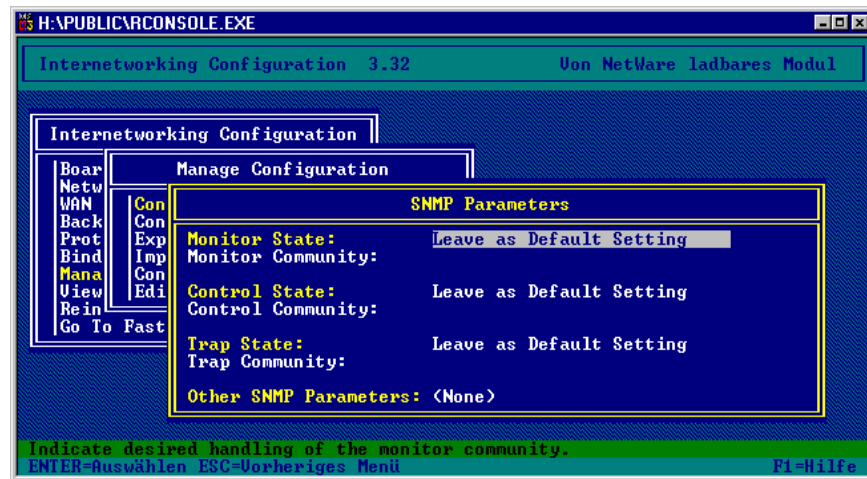 H:\PUBLIC\RCONSOLE.EXE
Internetworking Configuration 3.32 Von NetWare ladbares Modul
Internetworking Configuration
Manage Configuration
SNMP Parameters
Boar
Netw
WAN
Back
Prot
Bind
Mana
View
Rein
Go To Fast
Con
Con
Exp
Imp
Con
Edi
Monitor State: Leave as Default Setting
Monitor Community:
Control State: Leave as Default Setting
Control Community:
Trap State: Leave as Default Setting
Trap Community:
Other SNMP Parameters: (None)
Indicate desired handling of the monitor community.
ENTER=Auswählen ESC=Vorheriges Menü F1=Hilfe